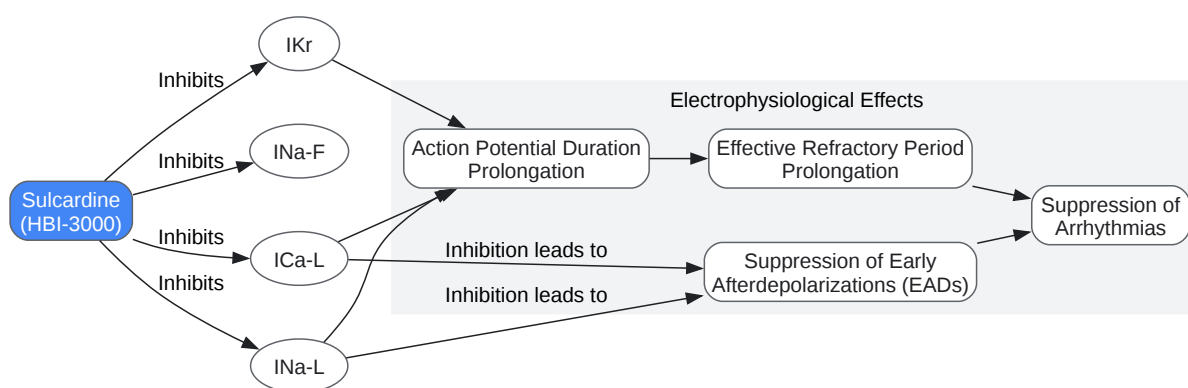 IKr
Inhibits
Electrophysiological Effects
Inhibits
INa-F
Action Potential Duration
Prolongation
Effective Refractory Period
Prolongation
Sulcardine
(HBI-3000)
Suppression of
Arrhythmias
Inhibits
ICa-L
Inhibition leads to
Suppression of Early
Afterdepolarizations (EADs)
Inhibits
Inhibition leads to
INa-L